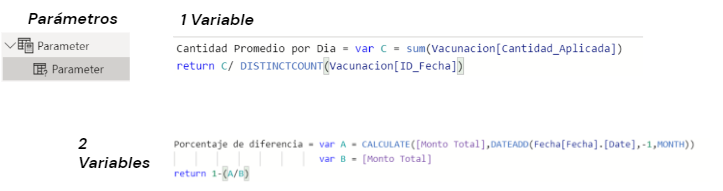 Parámetros
1 Variable
Parameter
Parameter
Cantidad Promedio por Dia = var C = sum(Vacunacion[Cantidad_Aplicada])
return C/ DISTINCTCOUNT(Vacunacion[ID_Fecha])
2
Variables
Porcentaje de diferencia = var A = CALCULATE([Monto Total],DATEADD(Fecha[Fecha].[Date],-1,MONTH))
var B = [Monto Total]
return 1-(A/B)